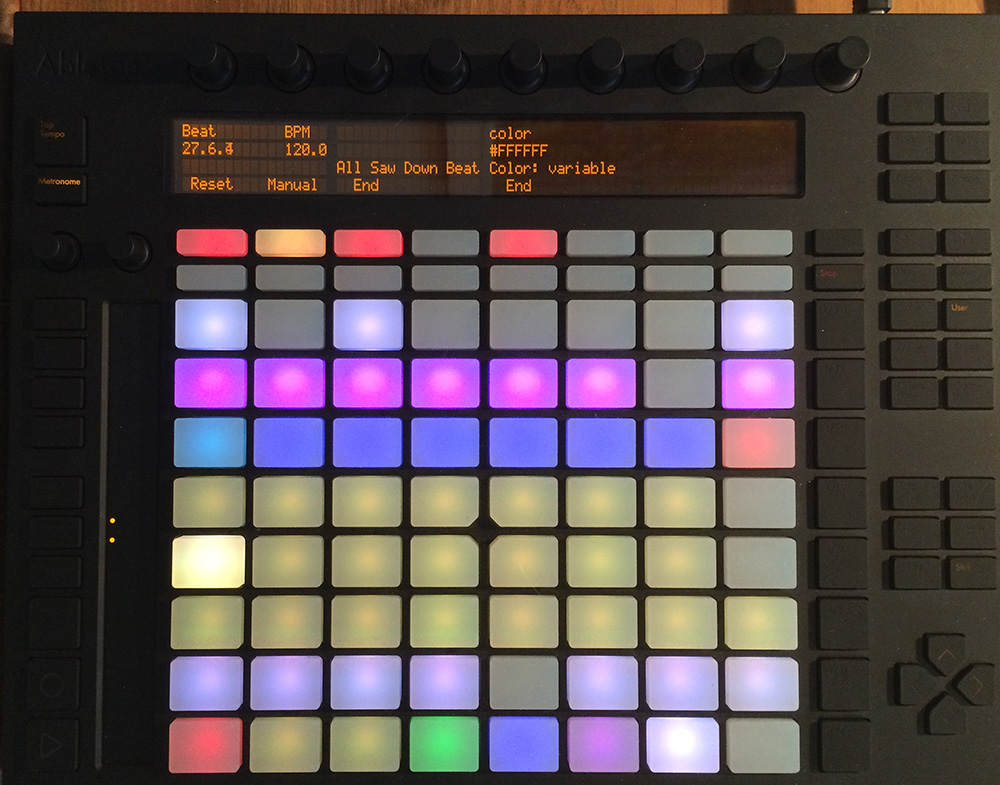 Ableton
Tap
Tempo
Metronome
Beat BPM color
27.6.4 120.0 #FFFFFF
All Saw Down Beat Color: variable
Reset Manual End End
Stop
User
Shift